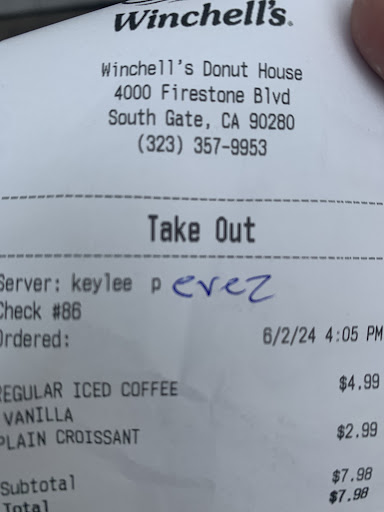 Winchell's®
Winchell's Donut House
4000 Firestone Blvd
South Gate, CA 90280
(323) 357-9953
Take Out
Server: keylee p erez
Check #86
Ordered: 6/2/24 4:05 PM
REGULAR ICED COFFEE $4.99
VANILLA
PLAIN CROISSANT $2.99
Subtotal $7.98
Total $7.98